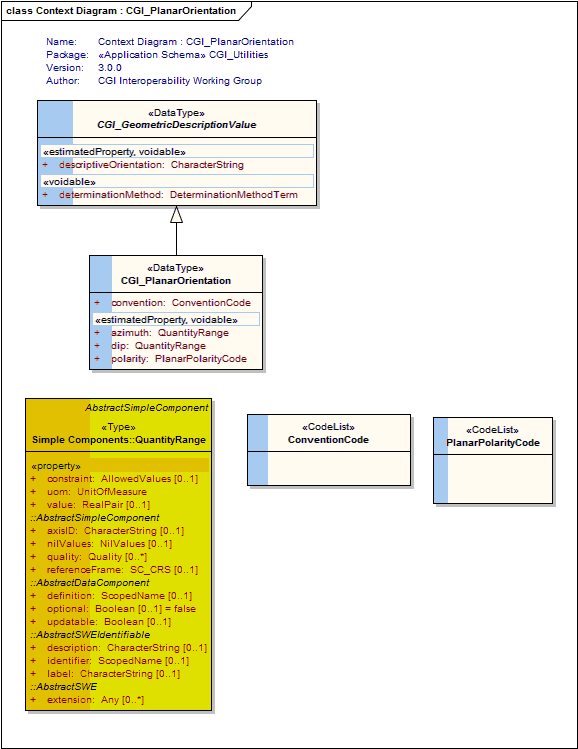 class Context Diagram : CGI_PlanarOrientation
Name: Context Diagram : CGI_PlanarOrientation
Package: «Application Schema» CGI_Utilities
Version: 3.0.0
Author: CGI Interoperability Working Group
«DataType»
CGI_GeometricDescriptionValue
«estimatedProperty, voidable»
+ descriptiveOrientation: CharacterString
«voidable»
+ determinationMethod: DeterminationMethodTerm
«DataType»
CGI_PlanarOrientation
+ convention: ConventionCode
«estimatedProperty, voidable»
+ azimuth: QuantityRange
+ dip: QuantityRange
+ polarity: PlanarPolarityCode
AbstractSimpleComponent
«Type»
Simple Components::QuantityRange
«property»
+ constraint: AllowedValues [0..1]
+ uom: UnitOfMeasure
+ value: RealPair [0..1]
::AbstractSimpleComponent
+ axisID: CharacterString [0..1]
+ nilValues: NilValues [0..1]
+ quality: Quality [0..*]
+ referenceFrame: SC_CRS [0..1]
::AbstractDataComponent
+ definition: ScopedName [0..1]
+ optional: Boolean [0..1] = false
+ updatable: Boolean [0..1]
::AbstractSWEIdentifiable
+ description: CharacterString [0..1]
+ identifier: ScopedName [0..1]
+ label: CharacterString [0..1]
::AbstractSWE
+ extension: Any [0..*]
«CodeList»
ConventionCode
«CodeList»
PlanarPolarityCode